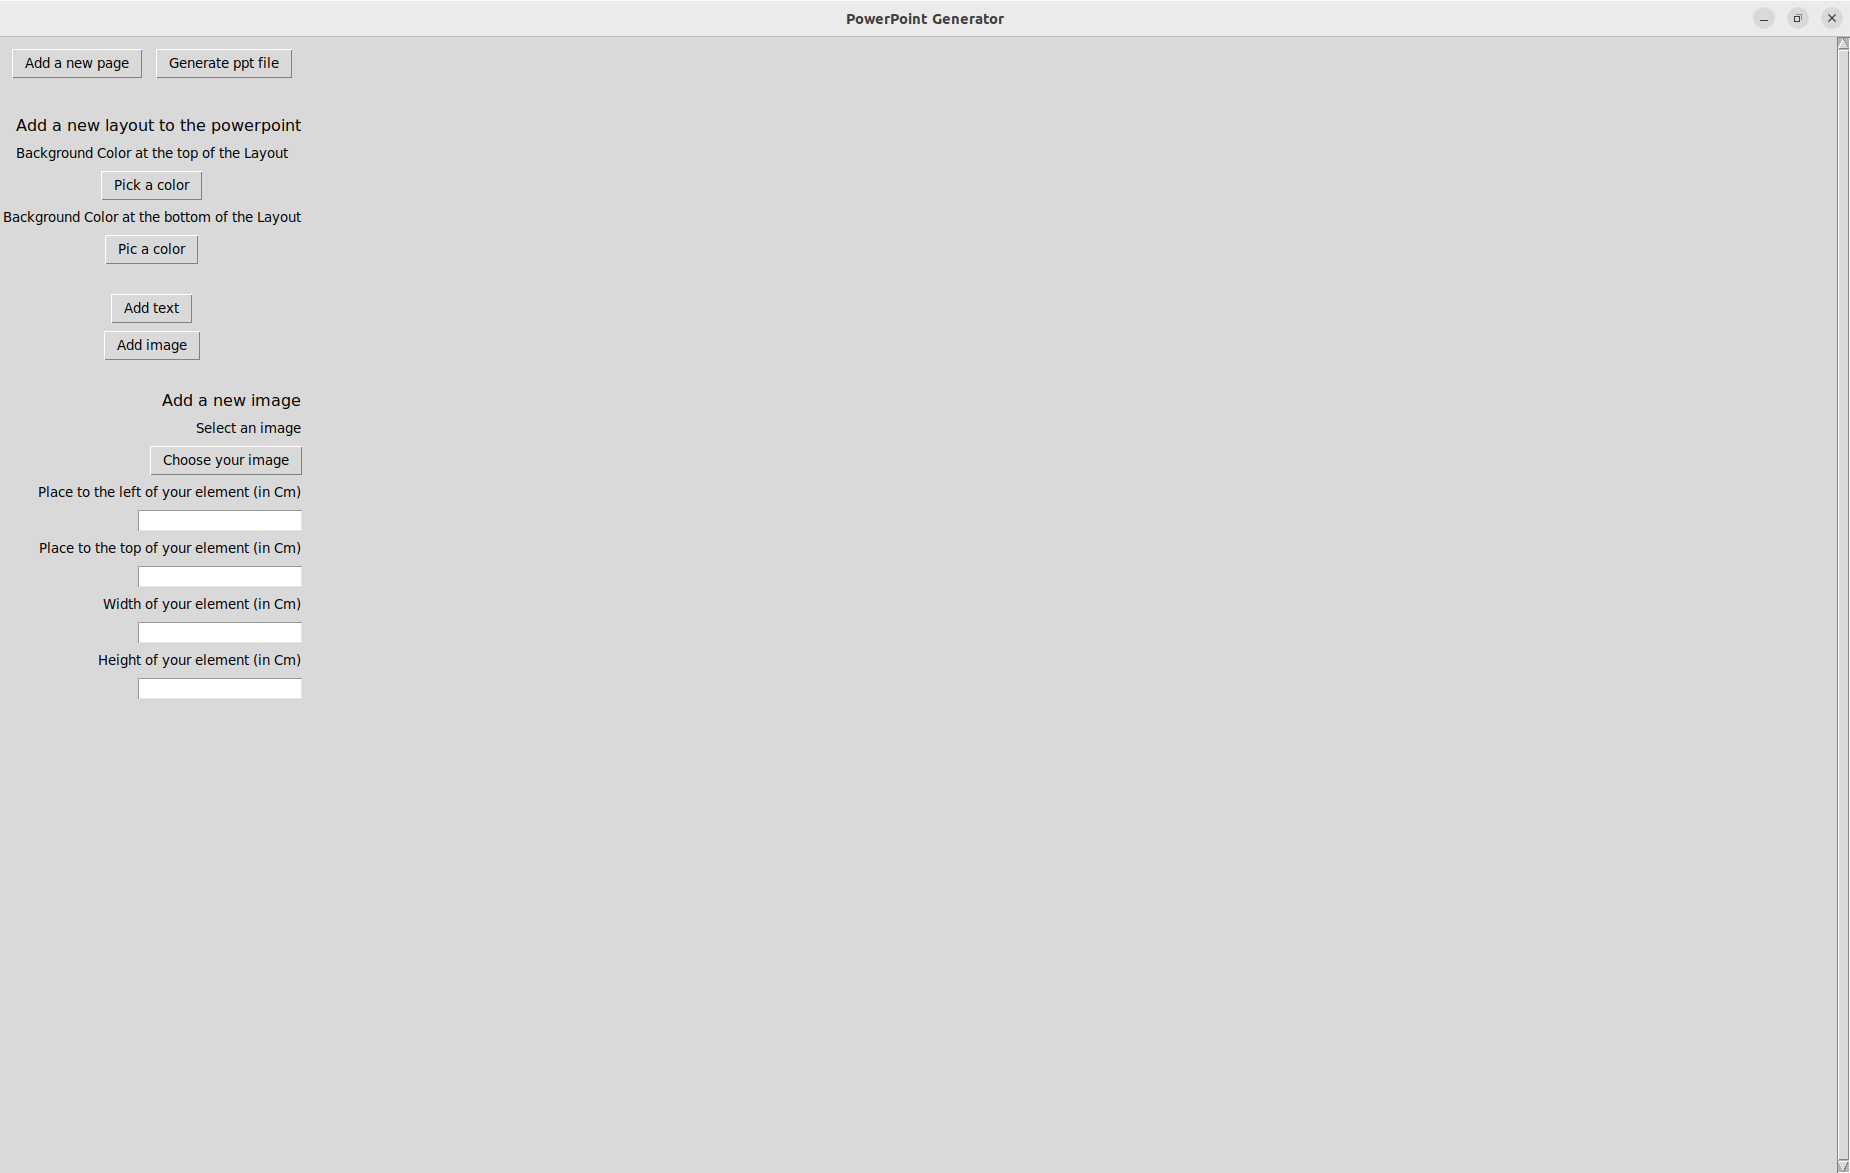 PowerPoint Generator
Add a new page Generate ppt file
Add a new layout to the powerpoint
Background Color at the top of the Layout
Pick a color
Background Color at the bottom of the Layout
Pic a color
Add text
Add image
Add a new image
Select an image
Choose your image
Place to the left of your element (in Cm)
Place to the top of your element (in Cm)
Width of your element (in Cm)
Height of your element (in Cm)